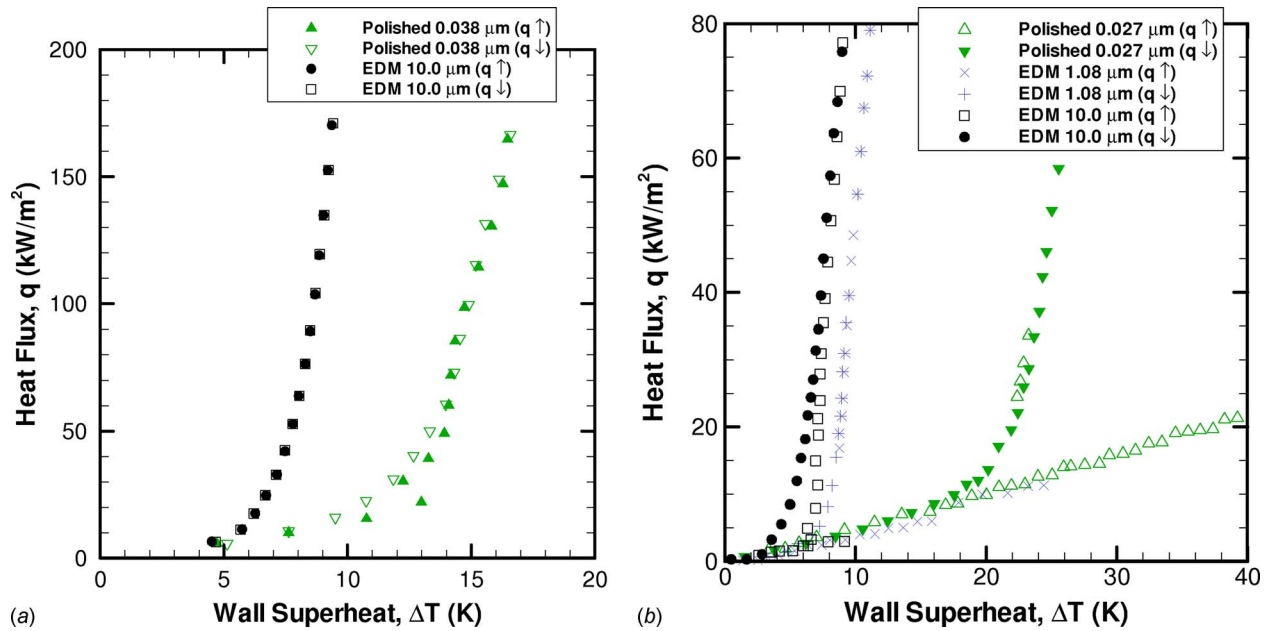 Polished 0.038 μm (q ↑)
Polished 0.038 μm (q ↓)
EDM 10.0 μm (q ↑)
EDM 10.0 μm (q ↓)
200
150
100
50
0
0 5 10 15 20
Heat Flux, q (kW/m²)
Wall Superheat, ΔT (K)
(a)
Polished 0.027 μm (q ↑)
Polished 0.027 μm (q ↓)
EDM 1.08 μm (q ↑)
EDM 1.08 μm (q ↓)
EDM 10.0 μm (q ↑)
EDM 10.0 μm (q ↓)
80
60
40
20
0
0 10 20 30 40
Heat Flux, q (kW/m²)
Wall Superheat, ΔT (K)
(b)